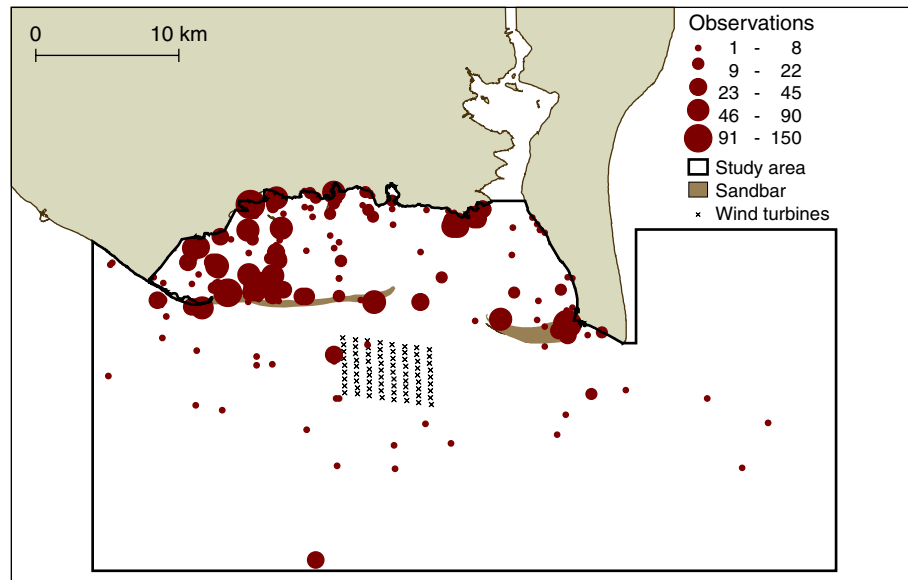 0 10 km
Observations
1 - 8
9 - 22
23 - 45
46 - 90
91 - 150
Study area
Sandbar
Wind turbines